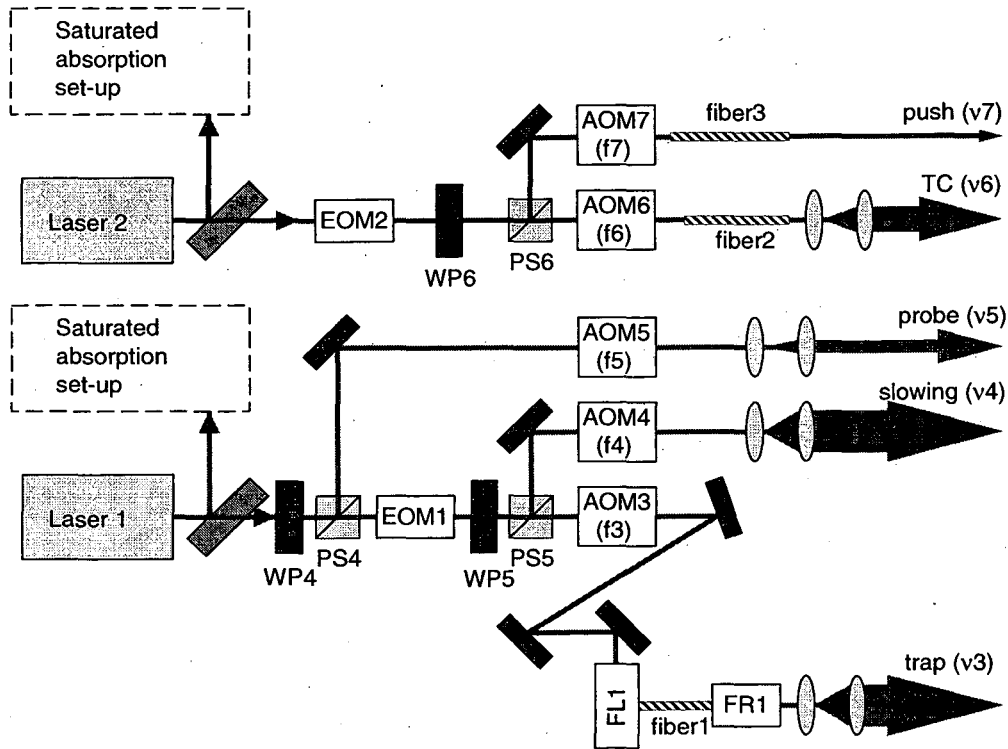 Saturated
absorption
set-up
fiber3
push (ν7)
AOM7
(f7)
TC (ν6)
Laser 2
EOM2
AOM6
(f6)
fiber2
WP6
PS6
Saturated
absorption
set-up
probe (ν5)
AOM5
(f5)
slowing (ν4)
AOM4
(f4)
Laser 1
EOM1
AOM3
(f3)
PS4
PS5
WP4
WP5
trap (ν3)
FL1
FR1
fiber1